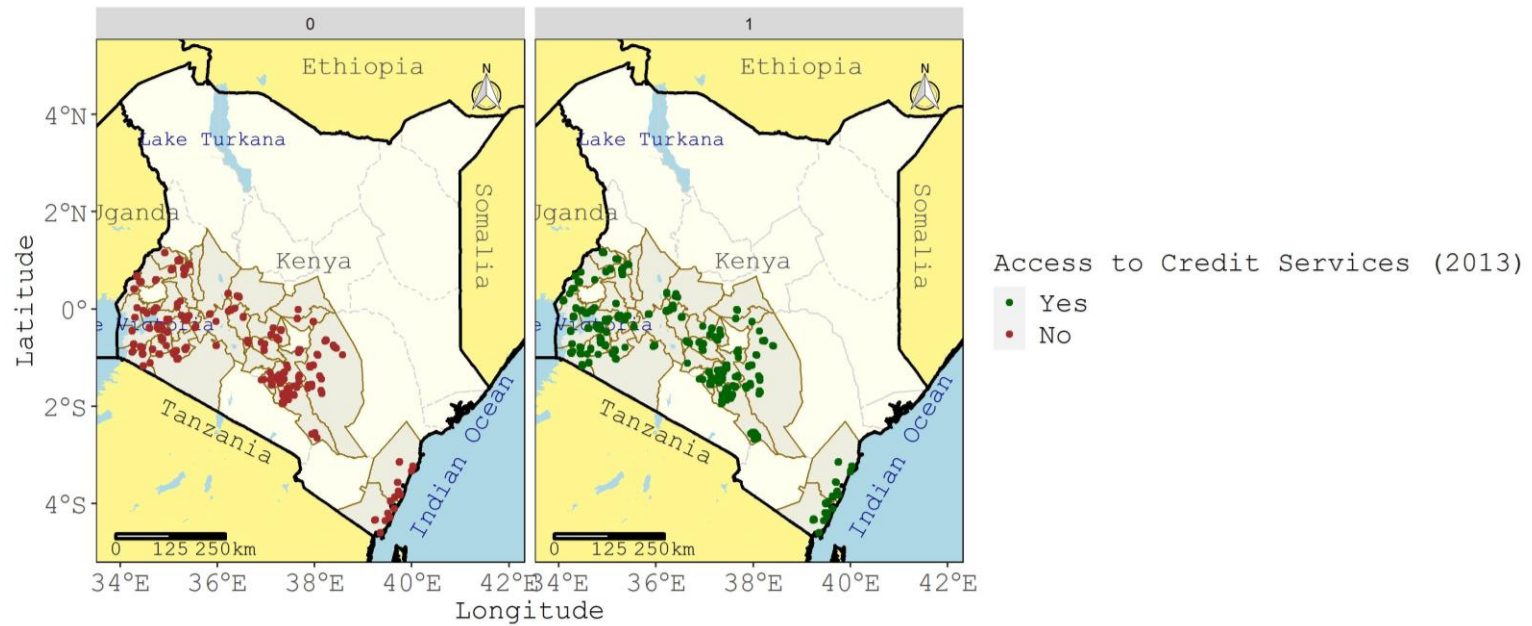 0
1
Ethiopia
N
Ethiopia
N
4°N
Lake Turkana
Lake Turkana
2°N
Uganda
Somalia
Uganda
Somalia
Kenya
Kenya
Latitude
0°
e Victoria
e Victoria
2°S
Tanzania
Indian Ocean
Tanzania
Indian Ocean
4°S
0 125 250 km
0 125 250 km
34°E 36°E 38°E 40°E 42°E
34°E 36°E 38°E 40°E 42°E
Longitude
Access to Credit Services (2013)
Yes
No